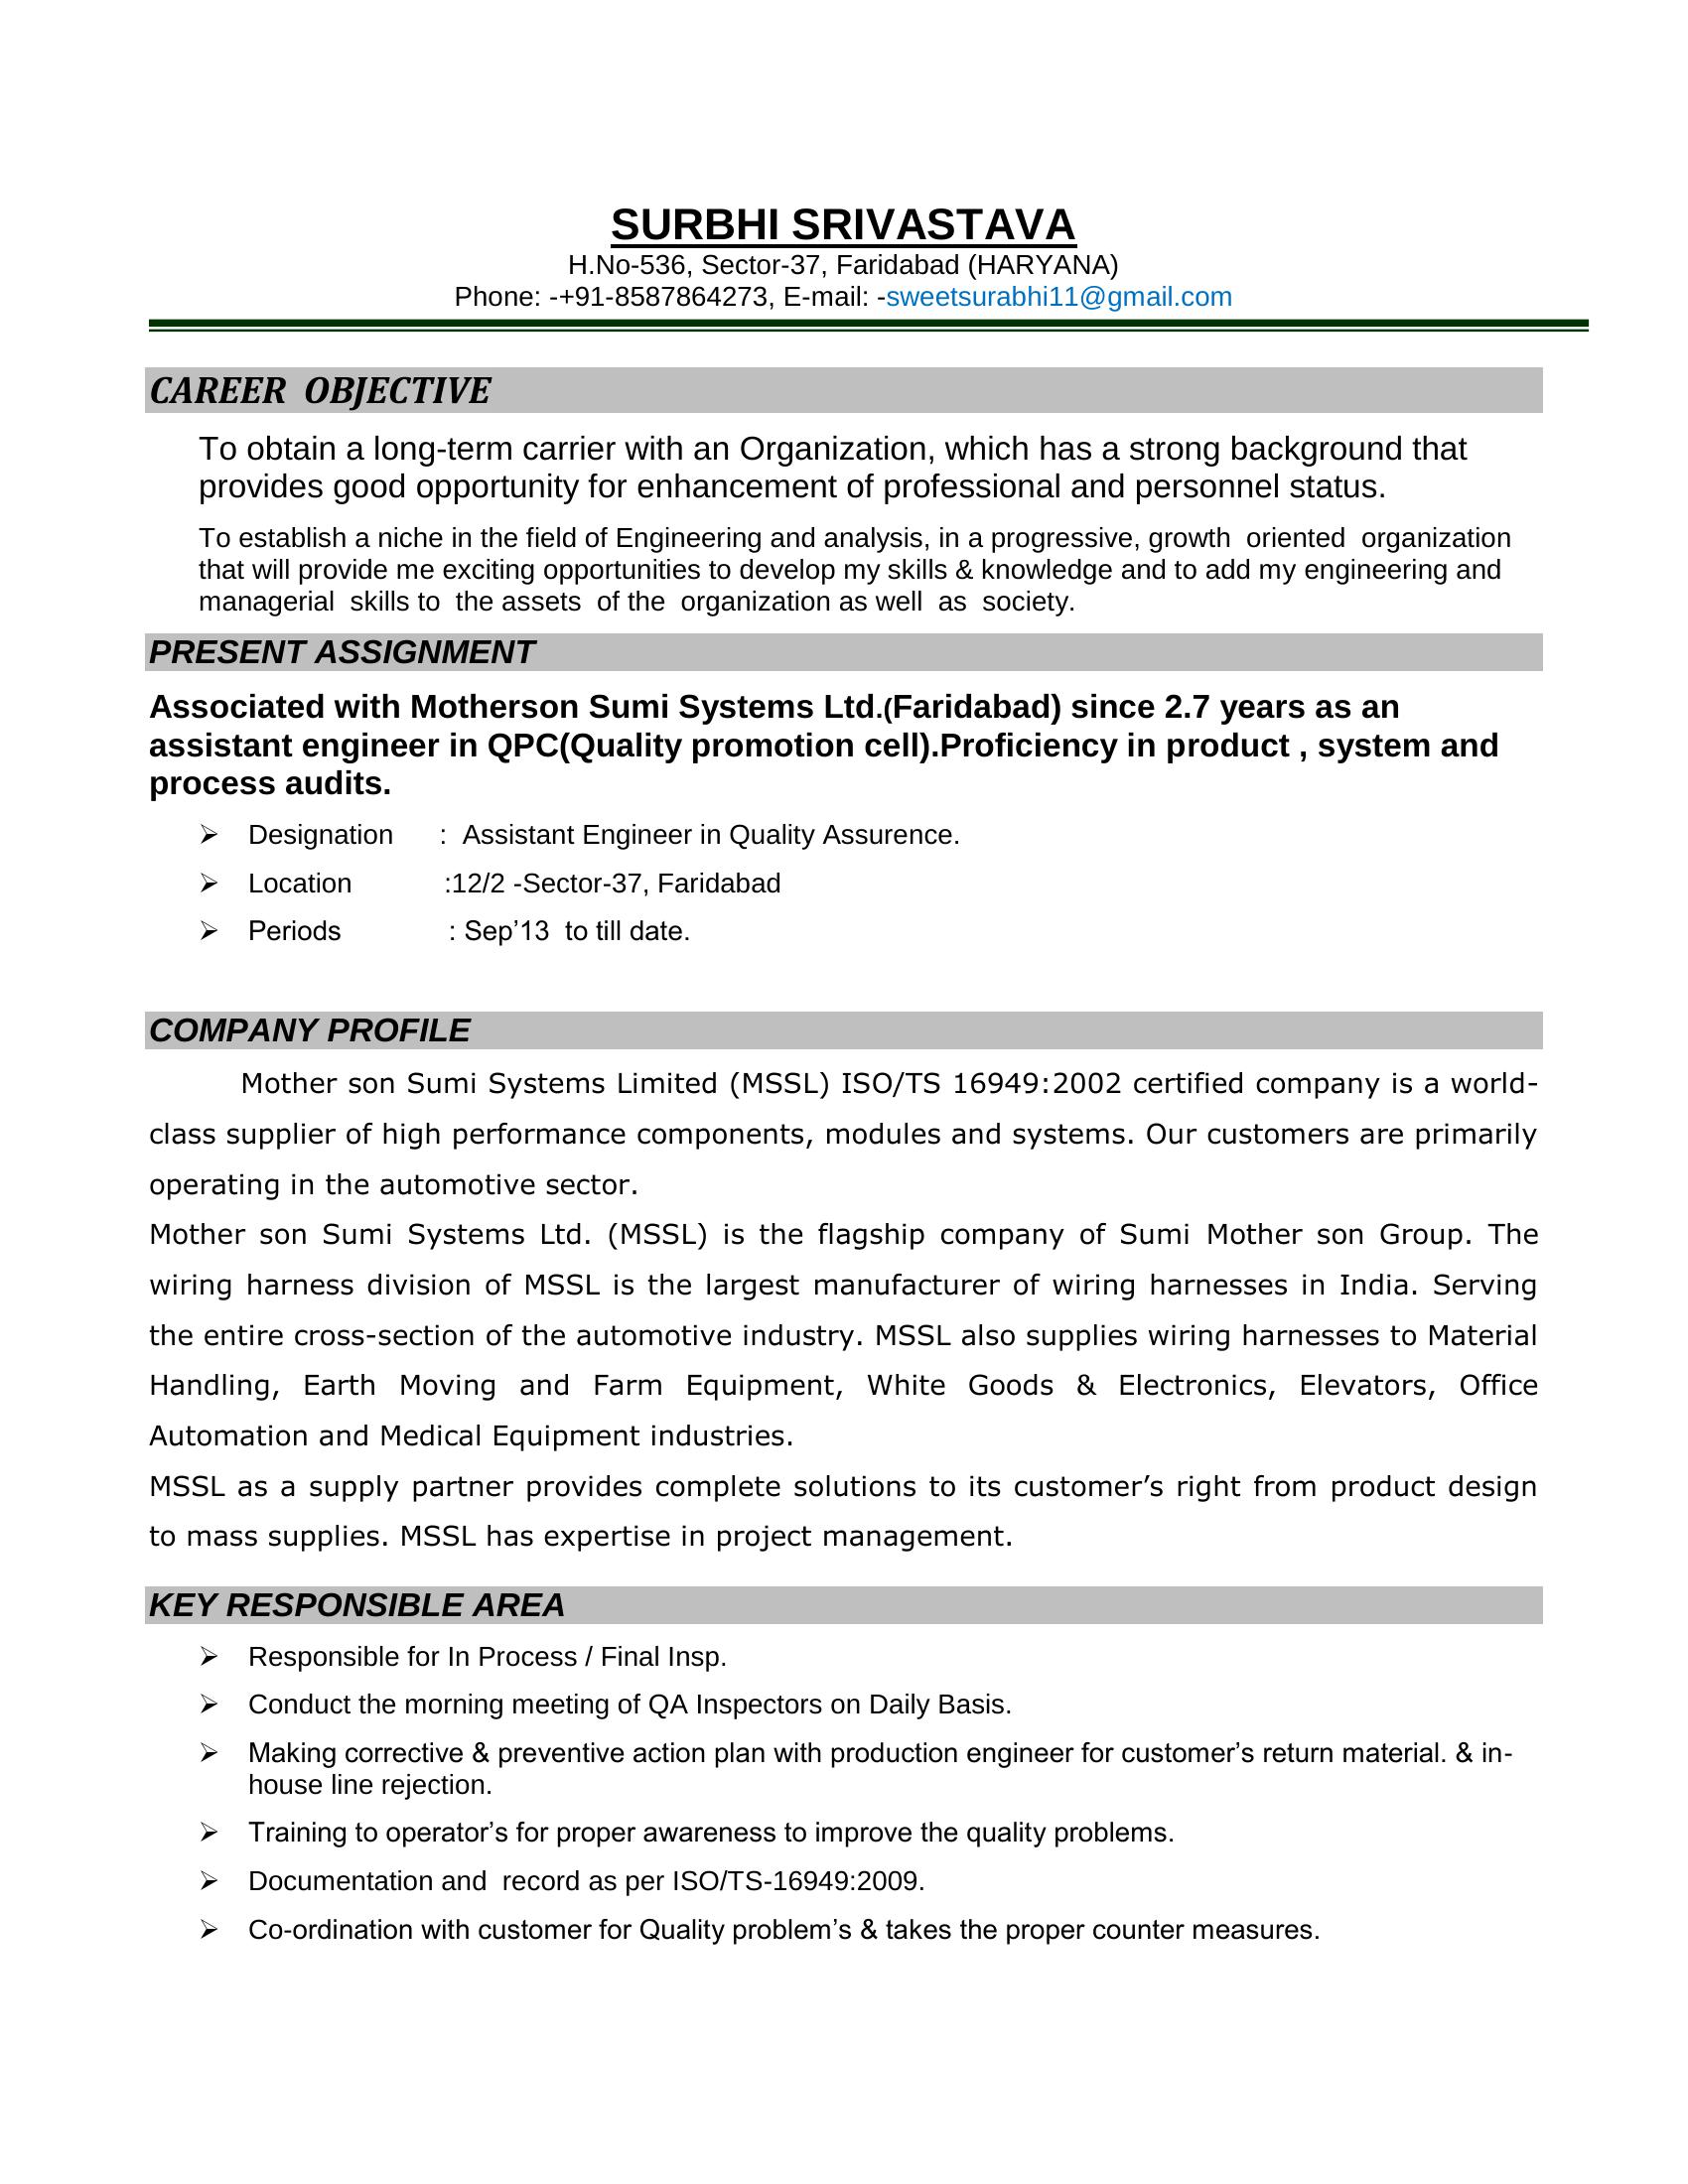 SURBHI SRIVASTAVA
H.No-536, Sector-37, Faridabad (HARYANA)
Phone: -+91-8587864273, E-mail: -sweetsurabhi11@gmail.com
CAREER OBJECTIVE
To obtain a long-term carrier with an Organization, which has a strong background that
provides good opportunity for enhancement of professional and personnel status.
To establish a niche in the field of Engineering and analysis, in a progressive, growth oriented organization
that will provide me exciting opportunities to develop my skills & knowledge and to add my engineering and
managerial skills to the assets of the organization as well as society.
PRESENT ASSIGNMENT
Associated with Motherson Sumi Systems Ltd.(Faridabad) since 2.7 years as an
assistant engineer in QPC(Quality promotion cell).Proficiency in product , system and
process audits.
➢ Designation : Assistant Engineer in Quality Assurence.
➢ Location :12/2 -Sector-37, Faridabad
➢ Periods : Sep’13 to till date.
COMPANY PROFILE
Mother son Sumi Systems Limited (MSSL) ISO/TS 16949:2002 certified company is a world-
class supplier of high performance components, modules and systems. Our customers are primarily
operating in the automotive sector.
Mother son Sumi Systems Ltd. (MSSL) is the flagship company of Sumi Mother son Group. The
wiring harness division of MSSL is the largest manufacturer of wiring harnesses in India. Serving
the entire cross-section of the automotive industry. MSSL also supplies wiring harnesses to Material
Handling, Earth Moving and Farm Equipment, White Goods & Electronics, Elevators, Office
Automation and Medical Equipment industries.
MSSL as a supply partner provides complete solutions to its customer’s right from product design
to mass supplies. MSSL has expertise in project management.
KEY RESPONSIBLE AREA
➢ Responsible for In Process / Final Insp.
➢ Conduct the morning meeting of QA Inspectors on Daily Basis.
➢ Making corrective & preventive action plan with production engineer for customer’s return material. & in-
house line rejection.
➢ Training to operator’s for proper awareness to improve the quality problems.
➢ Documentation and record as per ISO/TS-16949:2009.
➢ Co-ordination with customer for Quality problem’s & takes the proper counter measures.